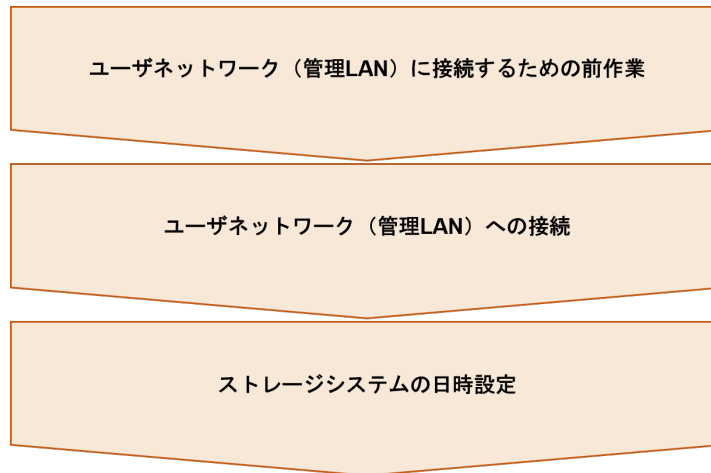 ユーザネットワーク（管理LAN）に接続するための前作業
ユーザネットワーク（管理LAN）への接続
ストレージシステムの日時設定